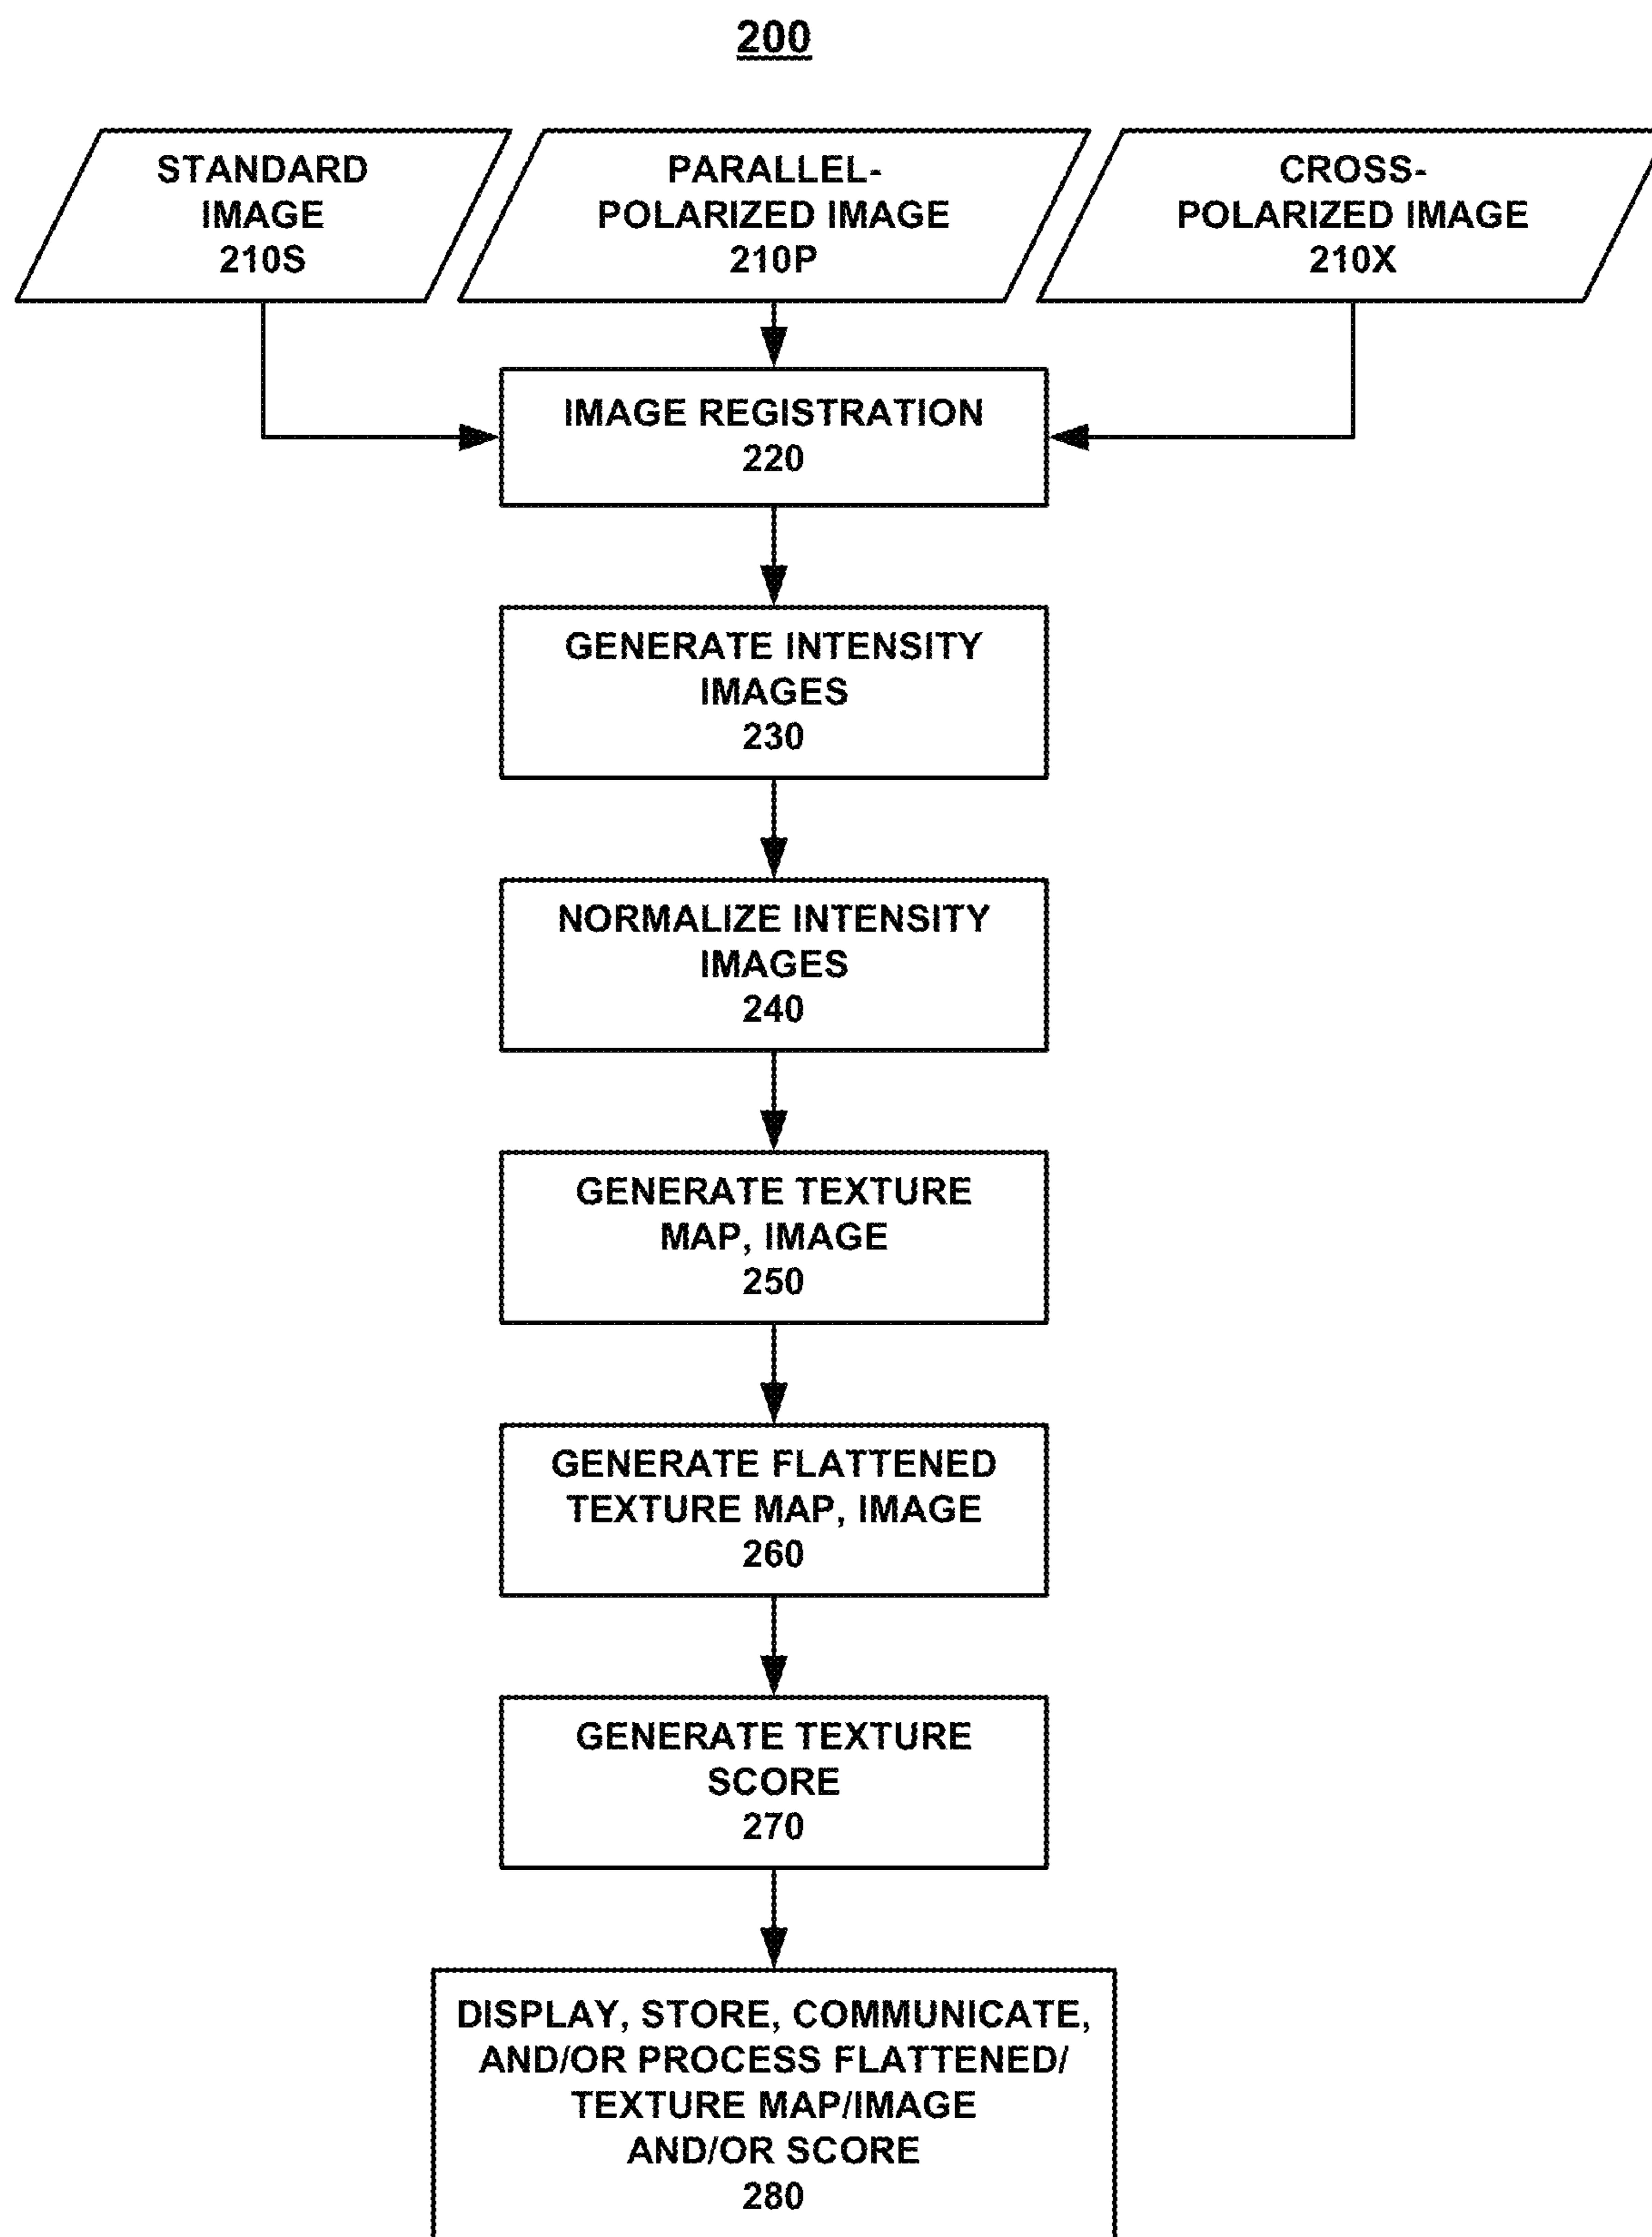 200
STANDARD
IMAGE
210S
PARALLEL-
POLARIZED IMAGE
210P
CROSS-
POLARIZED IMAGE
210X
IMAGE REGISTRATION
220
GENERATE INTENSITY
IMAGES
230
NORMALIZE INTENSITY
IMAGES
240
GENERATE TEXTURE
MAP, IMAGE
250
GENERATE FLATTENED
TEXTURE MAP, IMAGE
260
GENERATE TEXTURE
SCORE
270
DISPLAY, STORE, COMMUNICATE,
AND/OR PROCESS FLATTENED/
TEXTURE MAP/IMAGE
AND/OR SCORE
280